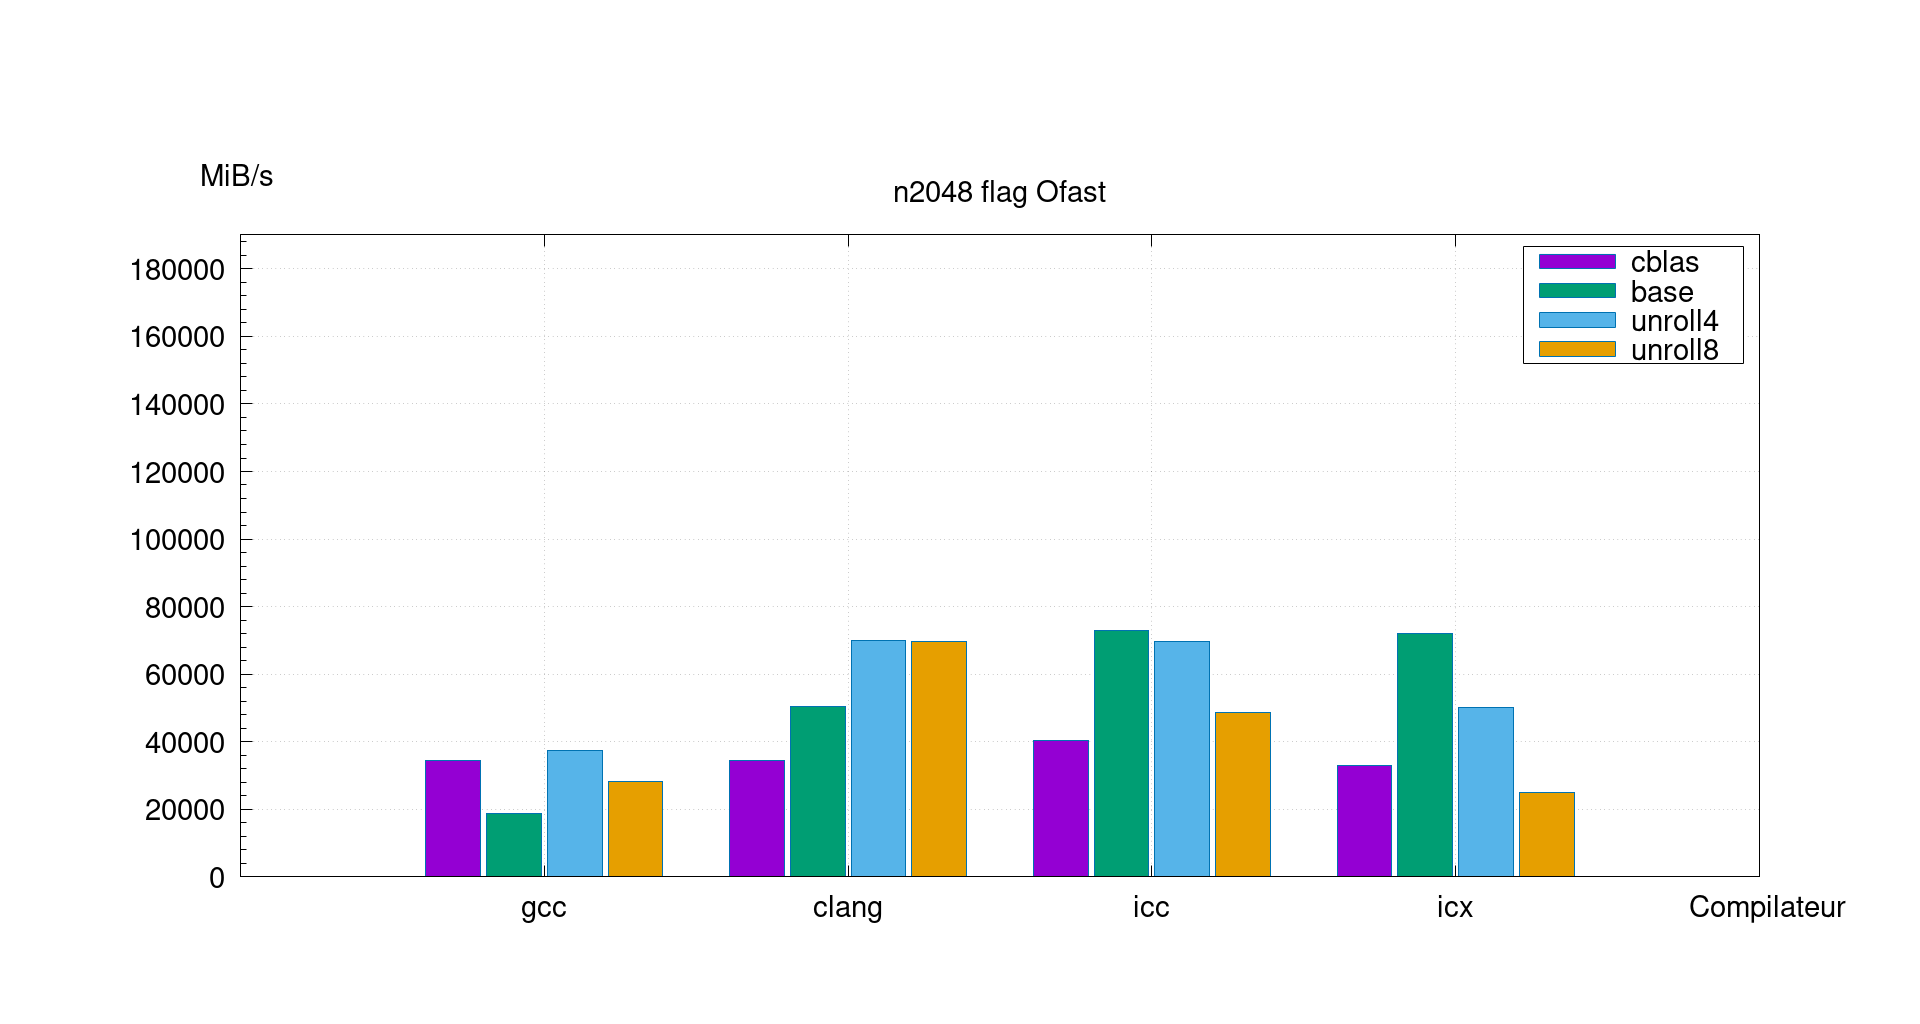 MiB/s
n2048 flag Ofast
180000
160000
140000
120000
100000
80000
60000
40000
20000
0
cblas
base
unroll4
unroll8
gcc clang icc icx Compilateur